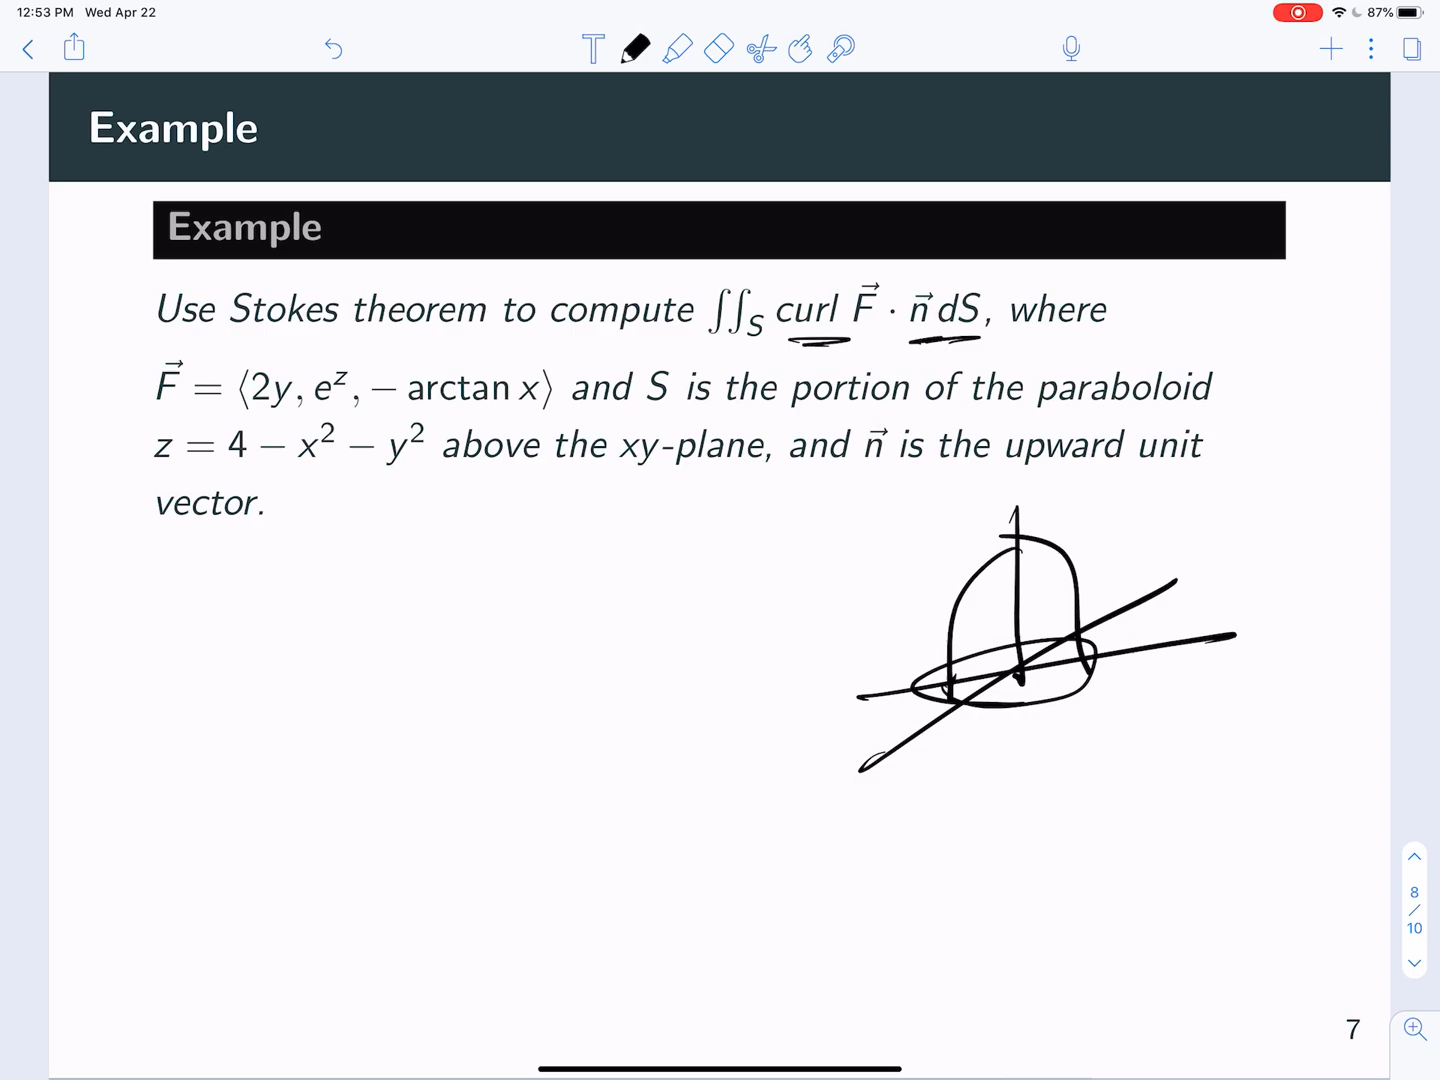 12:53 PM Wed Apr 22
87%
T
Example
Example
Use Stokes theorem to compute ∬_S curl F⃗ · n⃗ dS, where
F⃗ = ⟨2y, e^z, − arctan x⟩ and S is the portion of the paraboloid
z = 4 − x² − y² above the xy-plane, and n⃗ is the upward unit
vector.
8
/
10
7